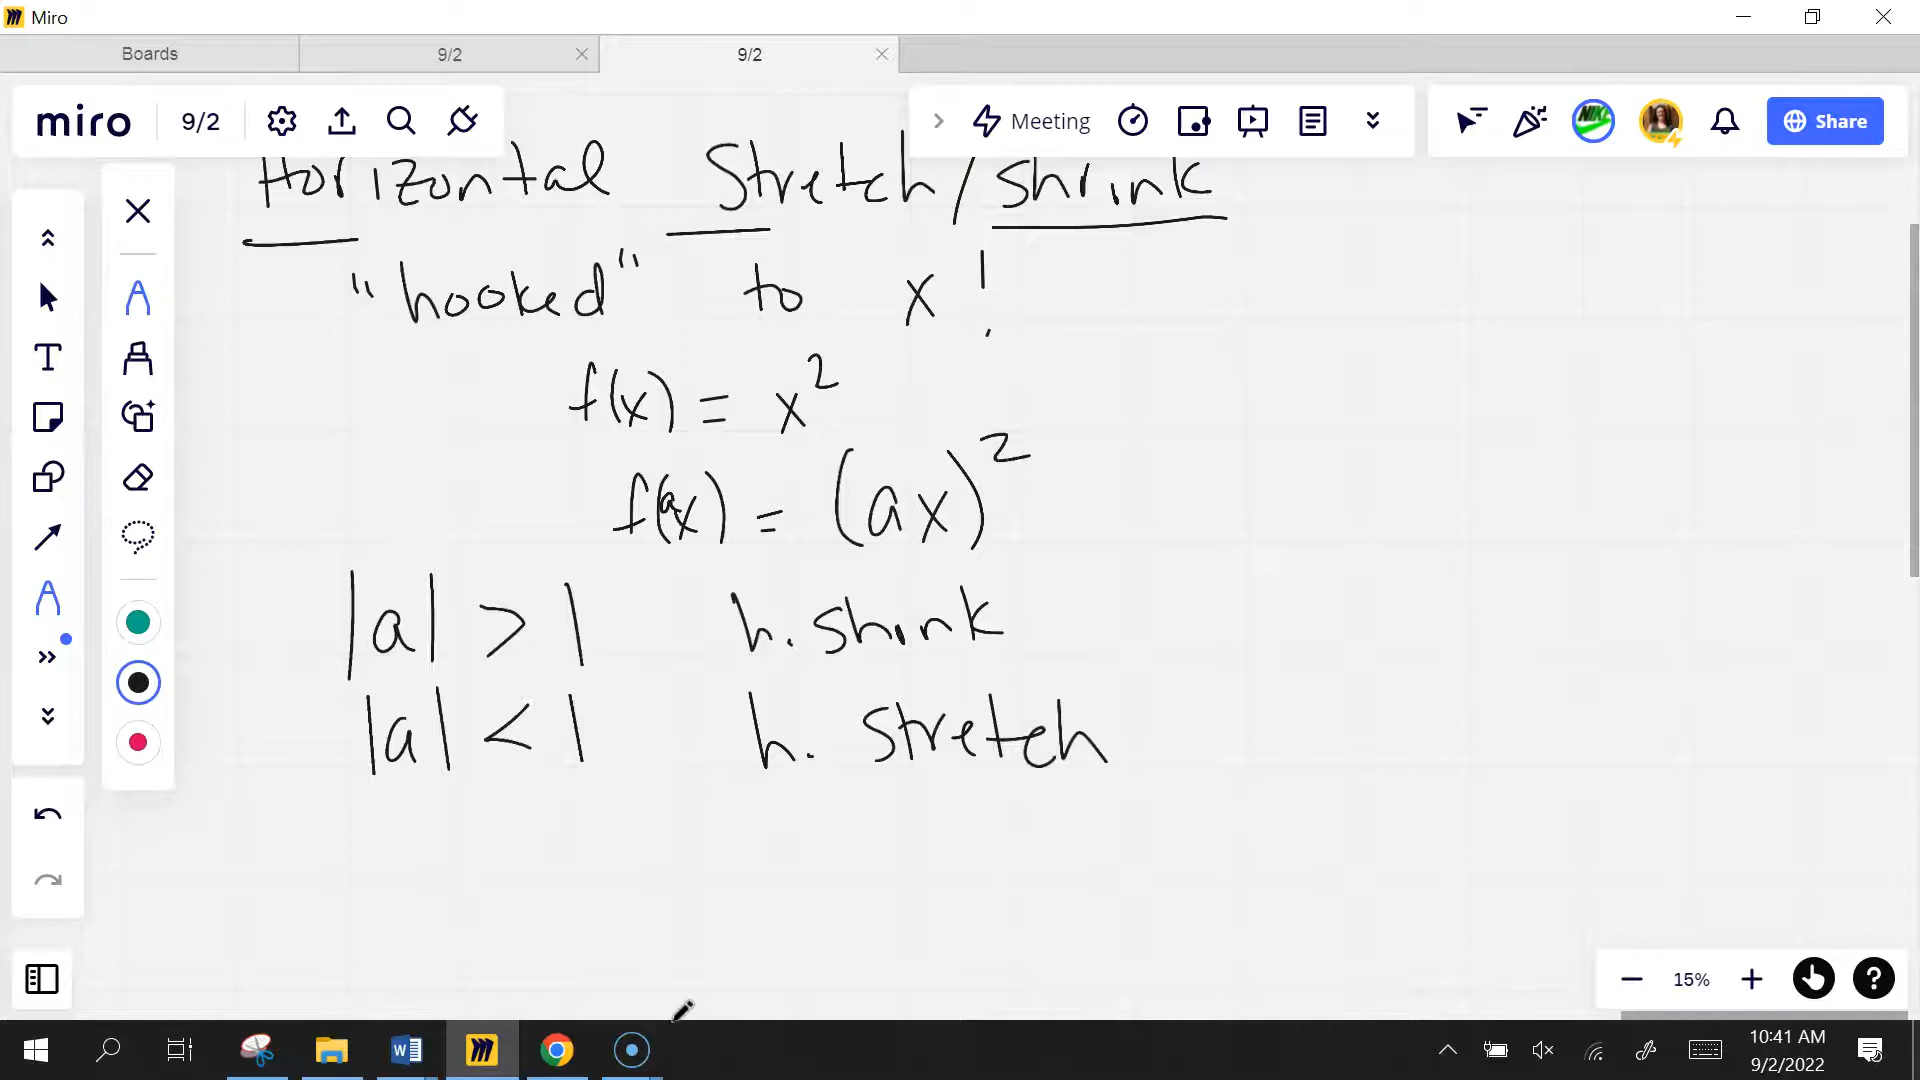 Miro
Boards 9/2 9/2
miro 9/2 Meeting Share
Horizontal Stretch/shrink
"hooked" to x!
f(x) = x²
f(ax) = (ax)²
|a| > 1 h. shink
|a| < 1 h. stretch
15%
10:41 AM
9/2/2022